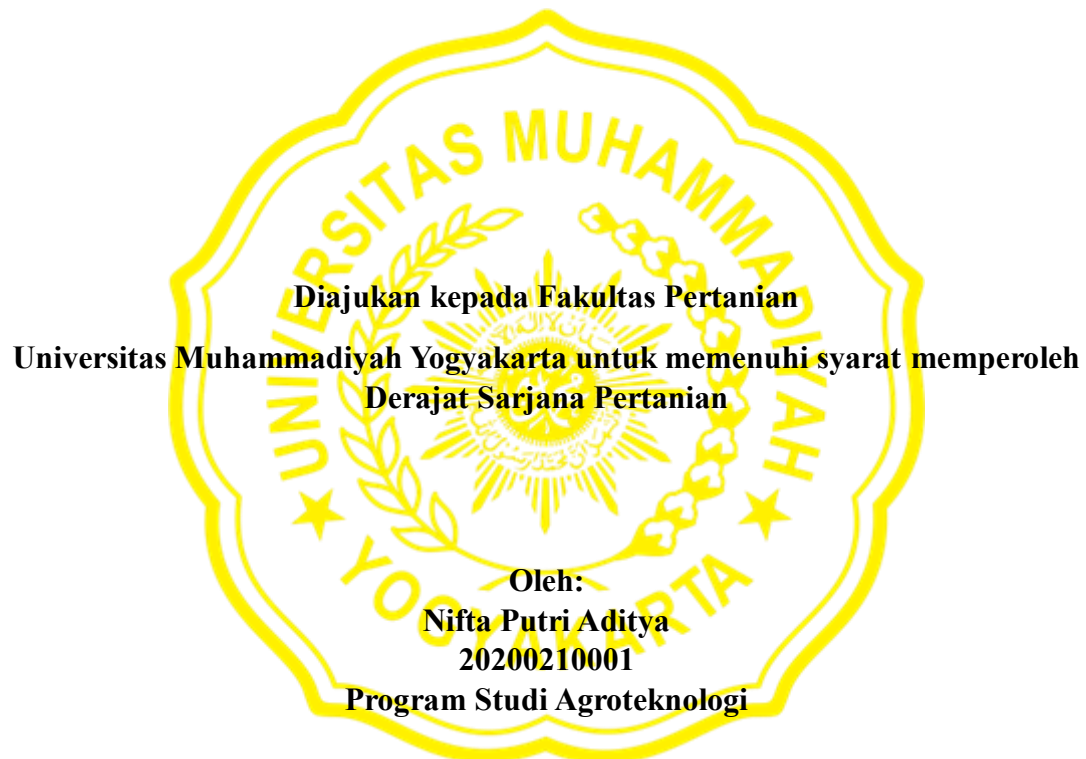 UNIVERSITAS MUHAMMADIYAH
Diajukan kepada Fakultas Pertanian
Universitas Muhammadiyah Yogyakarta untuk memenuhi syarat memperoleh
Derajat Sarjana Pertanian
Oleh:
Nifta Putri Aditya
20200210001
Program Studi Agroteknologi
YOGYAKARTA